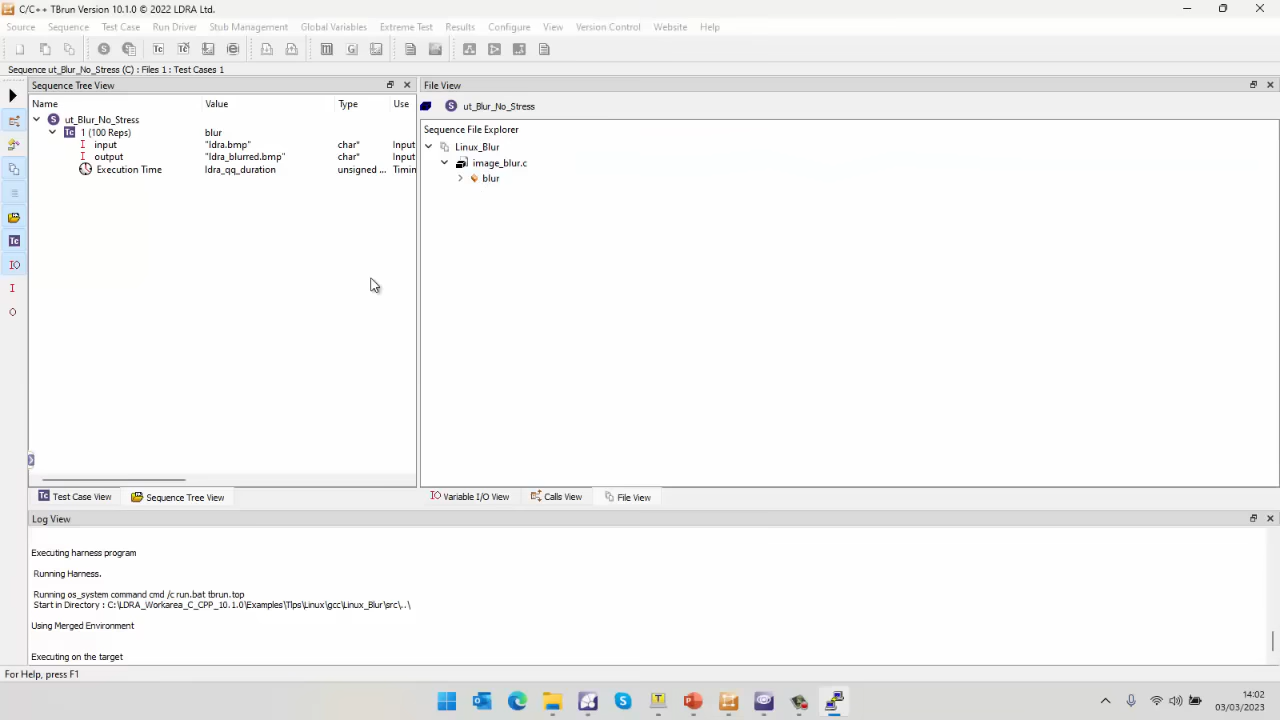 C/C++ TBrun Version 10.1.0 © 2022 LDRA Ltd.
Source Sequence Test Case Run Driver Stub Management Global Variables Extreme Test Results Configure View Version Control Website Help
Sequence ut_Blur_No_Stress (C) : Files 1 : Test Cases 1
Sequence Tree View
Name Value Type Use
S ut_Blur_No_Stress
Tc 1 (100 Reps) blur
I input "ldra.bmp" char* Input
I output "ldra_blurred.bmp" char* Input
Execution Time ldra_qq_duration unsigned ... Timin
Tc Test Case View Sequence Tree View
File View
S ut_Blur_No_Stress
Sequence File Explorer
Linux_Blur
image_blur.c
blur
IO Variable I/O View Calls View File View
Log View
Executing harness program
Running Harness.
Running os_system command cmd /c run.bat tbrun.top
Start in Directory : C:\LDRA_Workarea_C_CPP_10.1.0\Examples\Tlps\Linux\gcc\Linux_Blur\src\..\
Using Merged Environment
Executing on the target
For Help, press F1
14:02
03/03/2023